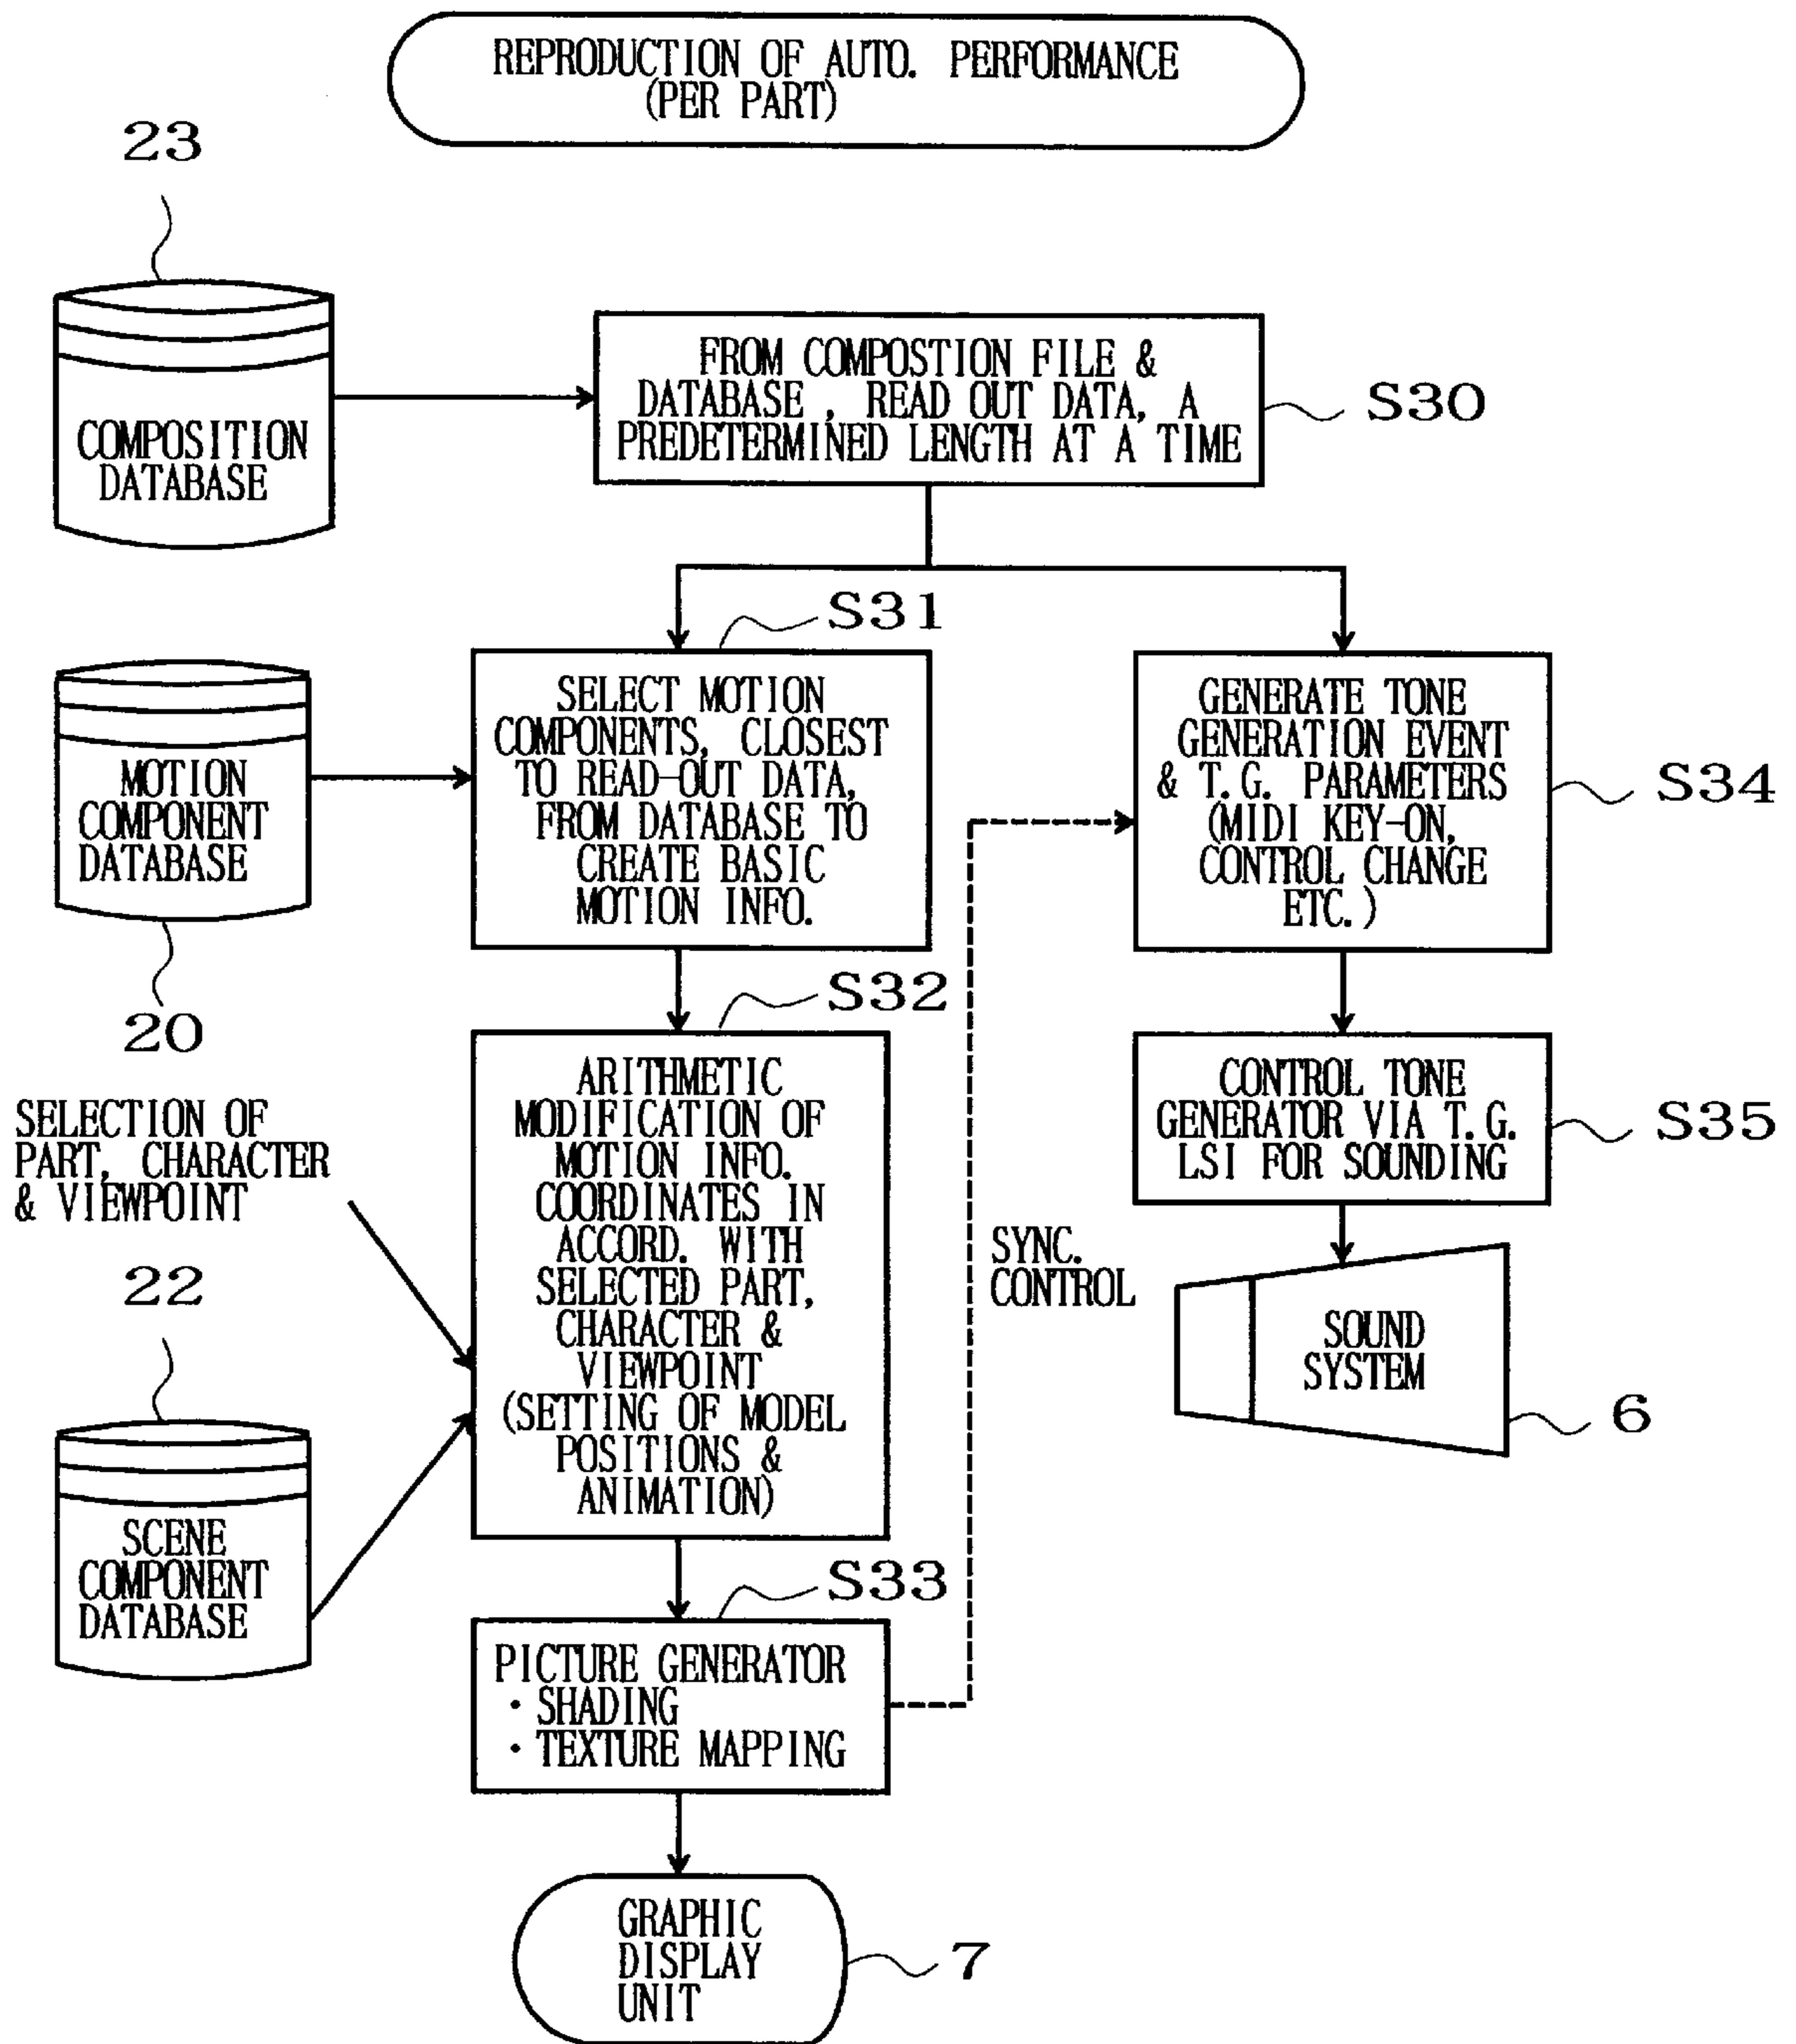 REPRODUCTION OF AUTO. PERFORMANCE
(PER PART)
23
COMPOSITION
DATABASE
FROM COMPOSTION FILE &
DATABASE , READ OUT DATA, A
PREDETERMINED LENGTH AT A TIME
S30
S31
MOTION
COMPONENT
DATABASE
20
SELECT MOTION
COMPONENTS, CLOSEST
TO READ-OUT DATA,
FROM DATABASE TO
CREATE BASIC
MOTION INFO.
GENERATE TONE
GENERATION EVENT
& T. G. PARAMETERS
(MIDI KEY-ON,
CONTROL CHANGE
ETC.)
S34
S32
SELECTION OF
PART, CHARACTER
& VIEWPOINT
ARITHMETIC
MODIFICATION OF
MOTION INFO.
COORDINATES IN
ACCORD. WITH
SELECTED PART,
CHARACTER &
VIEWPOINT
(SETTING OF MODEL
POSITIONS &
ANIMATION)
CONTROL TONE
GENERATOR VIA T. G.
LSI FOR SOUNDING
S35
SYNC.
CONTROL
SOUND
SYSTEM
6
22
SCENE
COMPONENT
DATABASE
S33
PICTURE GENERATOR
・SHADING
・TEXTURE MAPPING
GRAPHIC
DISPLAY
UNIT
7